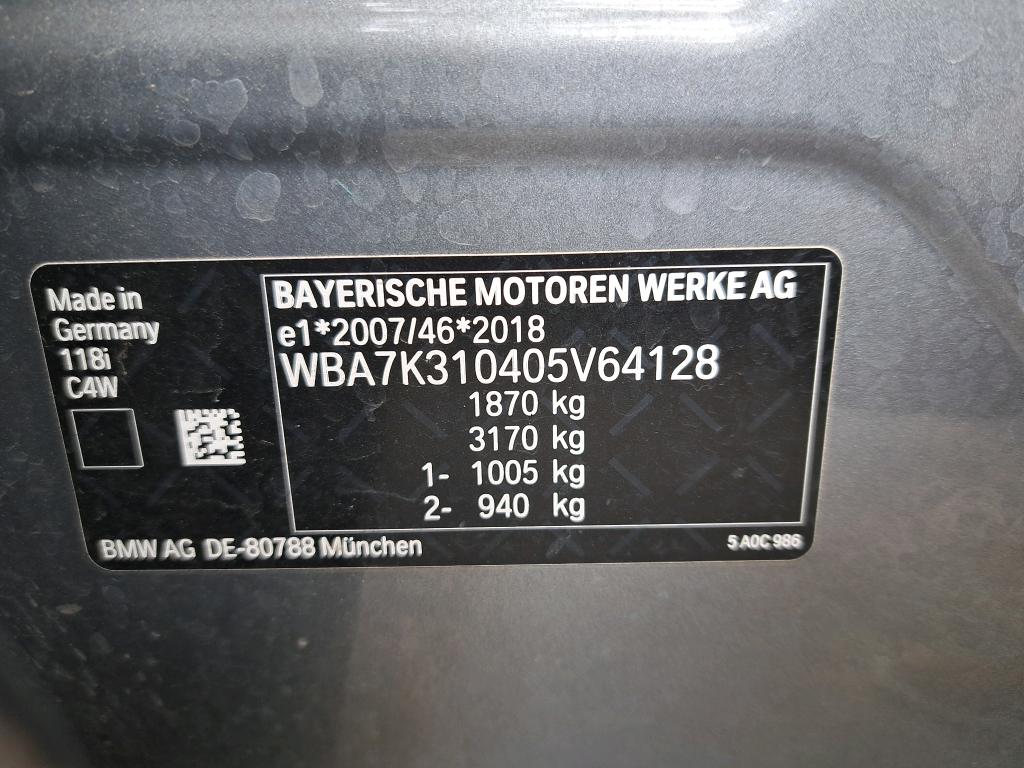 Made in
Germany
118i
C4W
BAYERISCHE MOTOREN WERKE AG
e1*2007/46*2018
WBA7K310405V64128
1870 kg
3170 kg
1- 1005 kg
2- 940 kg
BMW AG DE-80788 München
5 A0C 986